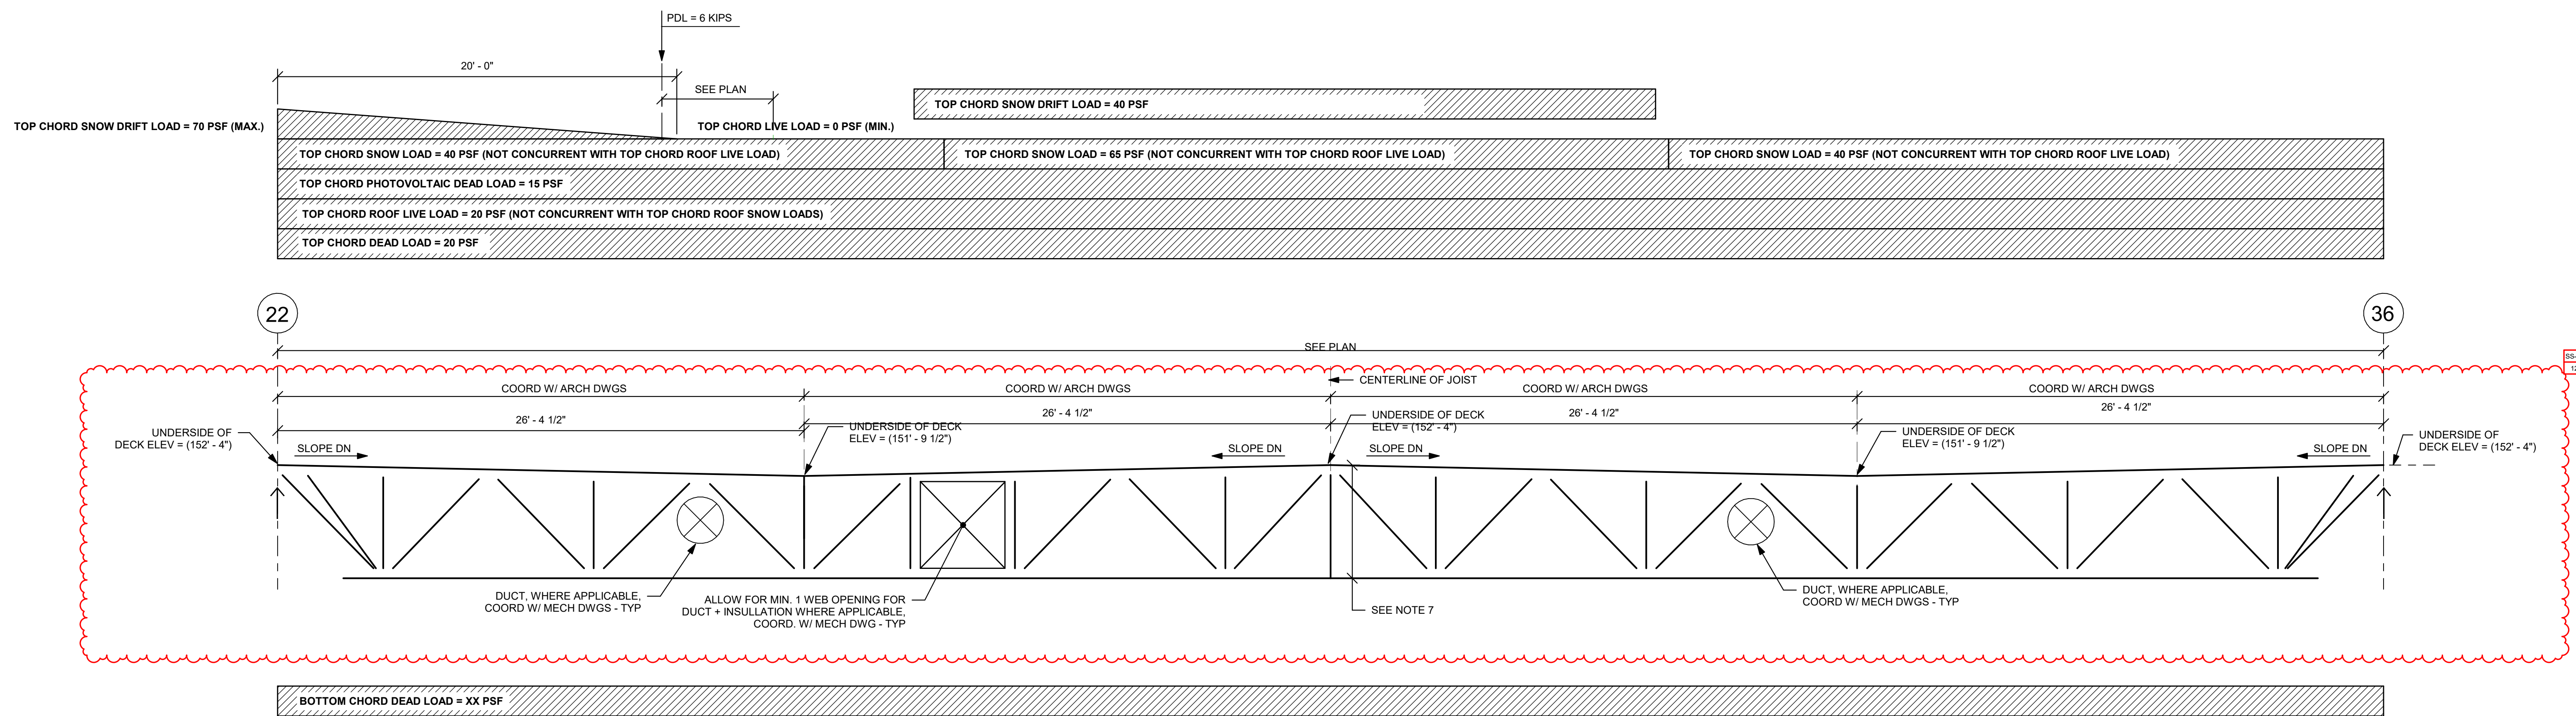 PDL = 6 KIPS
20' - 0"
SEE PLAN
TOP CHORD SNOW DRIFT LOAD = 40 PSF
TOP CHORD SNOW DRIFT LOAD = 70 PSF (MAX.)
TOP CHORD LIVE LOAD = 0 PSF (MIN.)
TOP CHORD SNOW LOAD = 40 PSF (NOT CONCURRENT WITH TOP CHORD ROOF LIVE LOAD)
TOP CHORD SNOW LOAD = 65 PSF (NOT CONCURRENT WITH TOP CHORD ROOF LIVE LOAD)
TOP CHORD SNOW LOAD = 40 PSF (NOT CONCURRENT WITH TOP CHORD ROOF LIVE LOAD)
TOP CHORD PHOTOVOLTAIC DEAD LOAD = 15 PSF
TOP CHORD ROOF LIVE LOAD = 20 PSF (NOT CONCURRENT WITH TOP CHORD ROOF SNOW LOADS)
TOP CHORD DEAD LOAD = 20 PSF
22
36
SEE PLAN
COORD W/ ARCH DWGS
COORD W/ ARCH DWGS
CENTERLINE OF JOIST
COORD W/ ARCH DWGS
COORD W/ ARCH DWGS
26' - 4 1/2"
26' - 4 1/2"
26' - 4 1/2"
26' - 4 1/2"
UNDERSIDE OF
DECK ELEV = (152' - 4")
UNDERSIDE OF DECK
ELEV = (151' - 9 1/2")
UNDERSIDE OF DECK
ELEV = (152' - 4")
UNDERSIDE OF DECK
ELEV = (151' - 9 1/2")
UNDERSIDE OF
DECK ELEV = (152' - 4")
SLOPE DN
SLOPE DN
SLOPE DN
SLOPE DN
DUCT, WHERE APPLICABLE,
COORD W/ MECH DWGS - TYP
ALLOW FOR MIN. 1 WEB OPENING FOR
DUCT + INSULLATION WHERE APPLICABLE,
COORD. W/ MECH DWG - TYP
SEE NOTE 7
DUCT, WHERE APPLICABLE,
COORD W/ MECH DWGS - TYP
BOTTOM CHORD DEAD LOAD = XX PSF